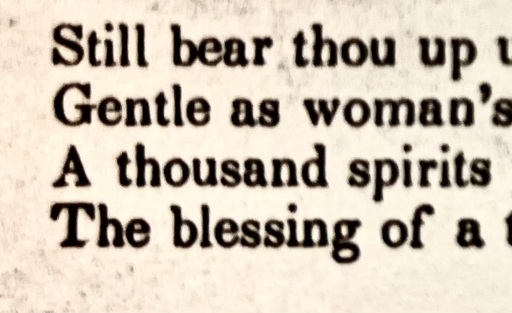 Still bear thou up
Gentle as woman's
A thousand spirits
The blessing of a